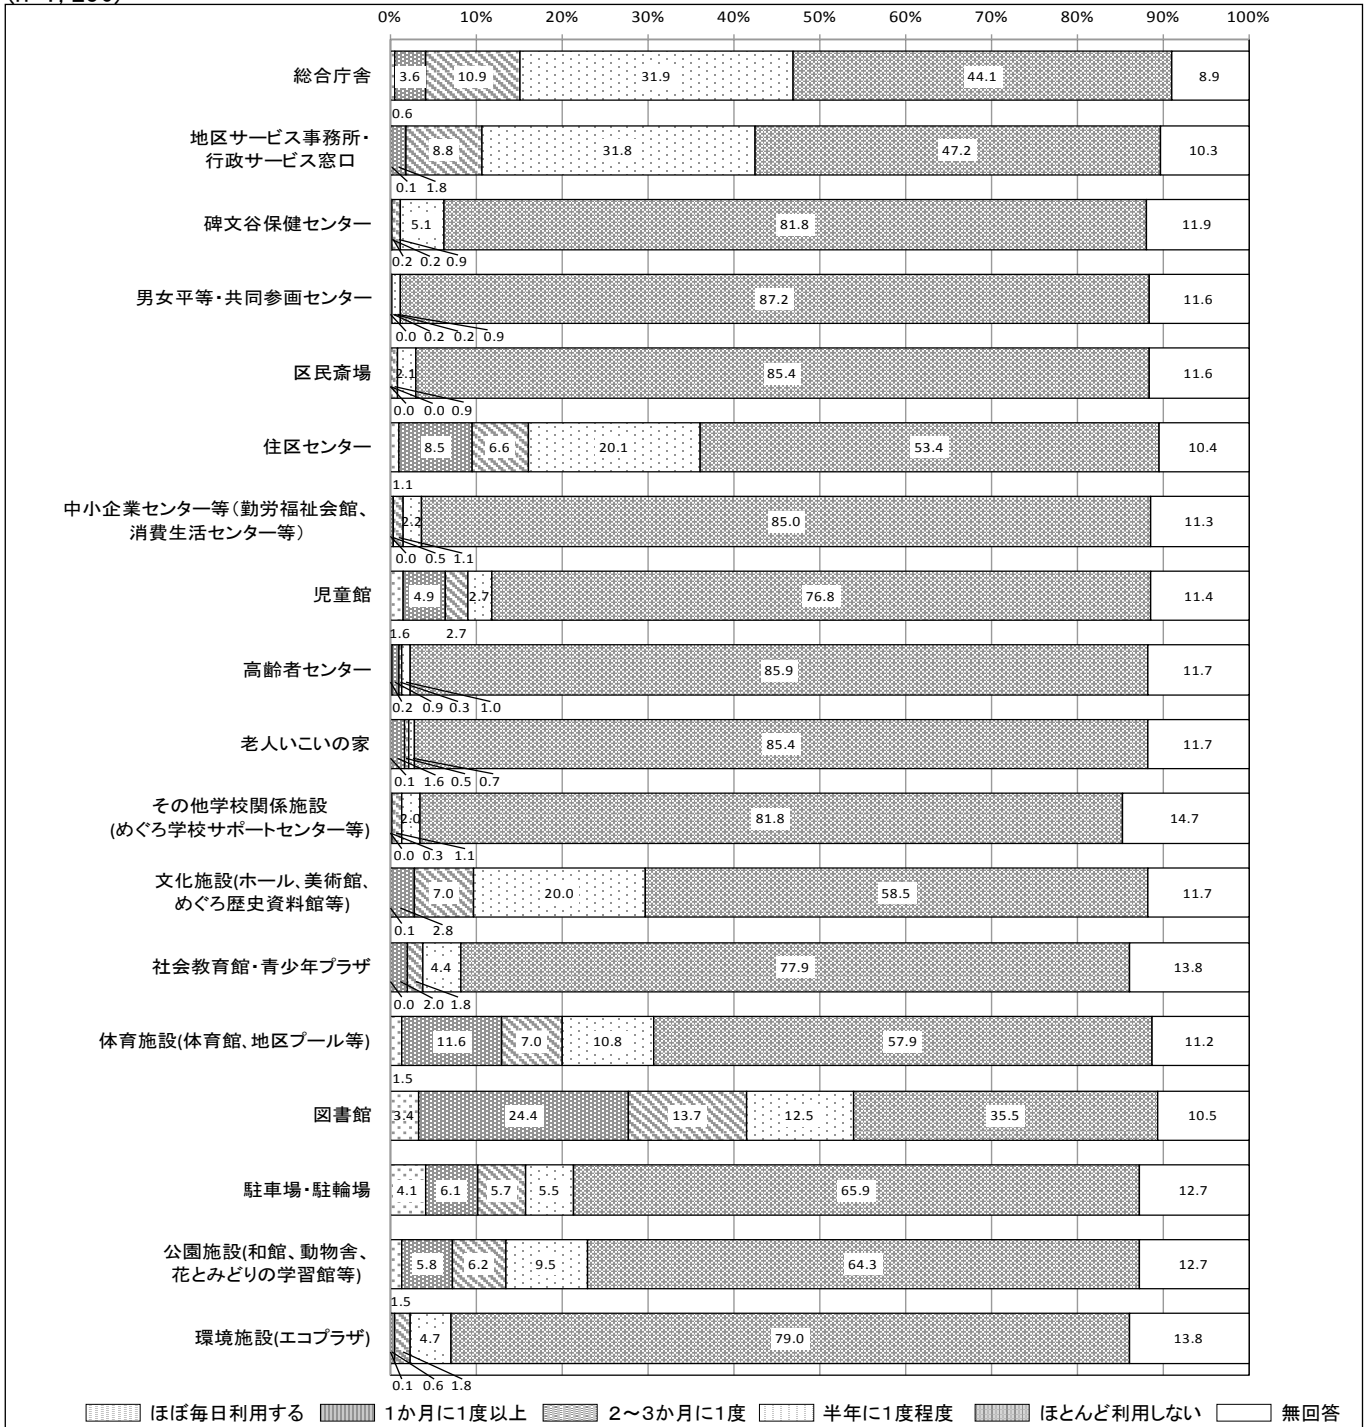 0% 10% 20% 30% 40% 50% 60% 70% 80% 90% 100%
総合庁舎
3.6 10.9 31.9 44.1 8.9
0.6
地区サービス事務所・
行政サービス窓口
8.8 31.8 47.2 10.3
0.1 1.8
碑文谷保健センター
5.1 81.8 11.9
0.2 0.2 0.9
男女平等・共同参画センター
87.2 11.6
0.0 0.2 0.2 0.9
区民斎場
2.1 85.4 11.6
0.0 0.0 0.9
住区センター
8.5 6.6 20.1 53.4 10.4
1.1
中小企業センター等（勤労福祉会館、
消費生活センター等）
2.2 85.0 11.3
0.0 0.5 1.1
児童館
4.9 2.7 76.8 11.4
1.6 2.7
高齢者センター
85.9 11.7
0.2 0.9 0.3 1.0
老人いこいの家
85.4 11.7
0.1 1.6 0.5 0.7
その他学校関係施設
(めぐろ学校サポートセンター等)
2.0 81.8 14.7
0.0 0.3 1.1
文化施設(ホール、美術館、
めぐろ歴史資料館等)
7.0 20.0 58.5 11.7
0.1 2.8
社会教育館・青少年プラザ
4.4 77.9 13.8
0.0 2.0 1.8
体育施設(体育館、地区プール等)
11.6 7.0 10.8 57.9 11.2
1.5
図書館
3.4 24.4 13.7 12.5 35.5 10.5
駐車場・駐輪場
4.1 6.1 5.7 5.5 65.9 12.7
公園施設(和館、動物舎、
花とみどりの学習館等)
5.8 6.2 9.5 64.3 12.7
1.5
環境施設(エコプラザ)
4.7 79.0 13.8
0.1 0.6 1.8
ほぼ毎日利用する 1か月に1度以上 2～3か月に1度 半年に1度程度 ほとんど利用しない 無回答